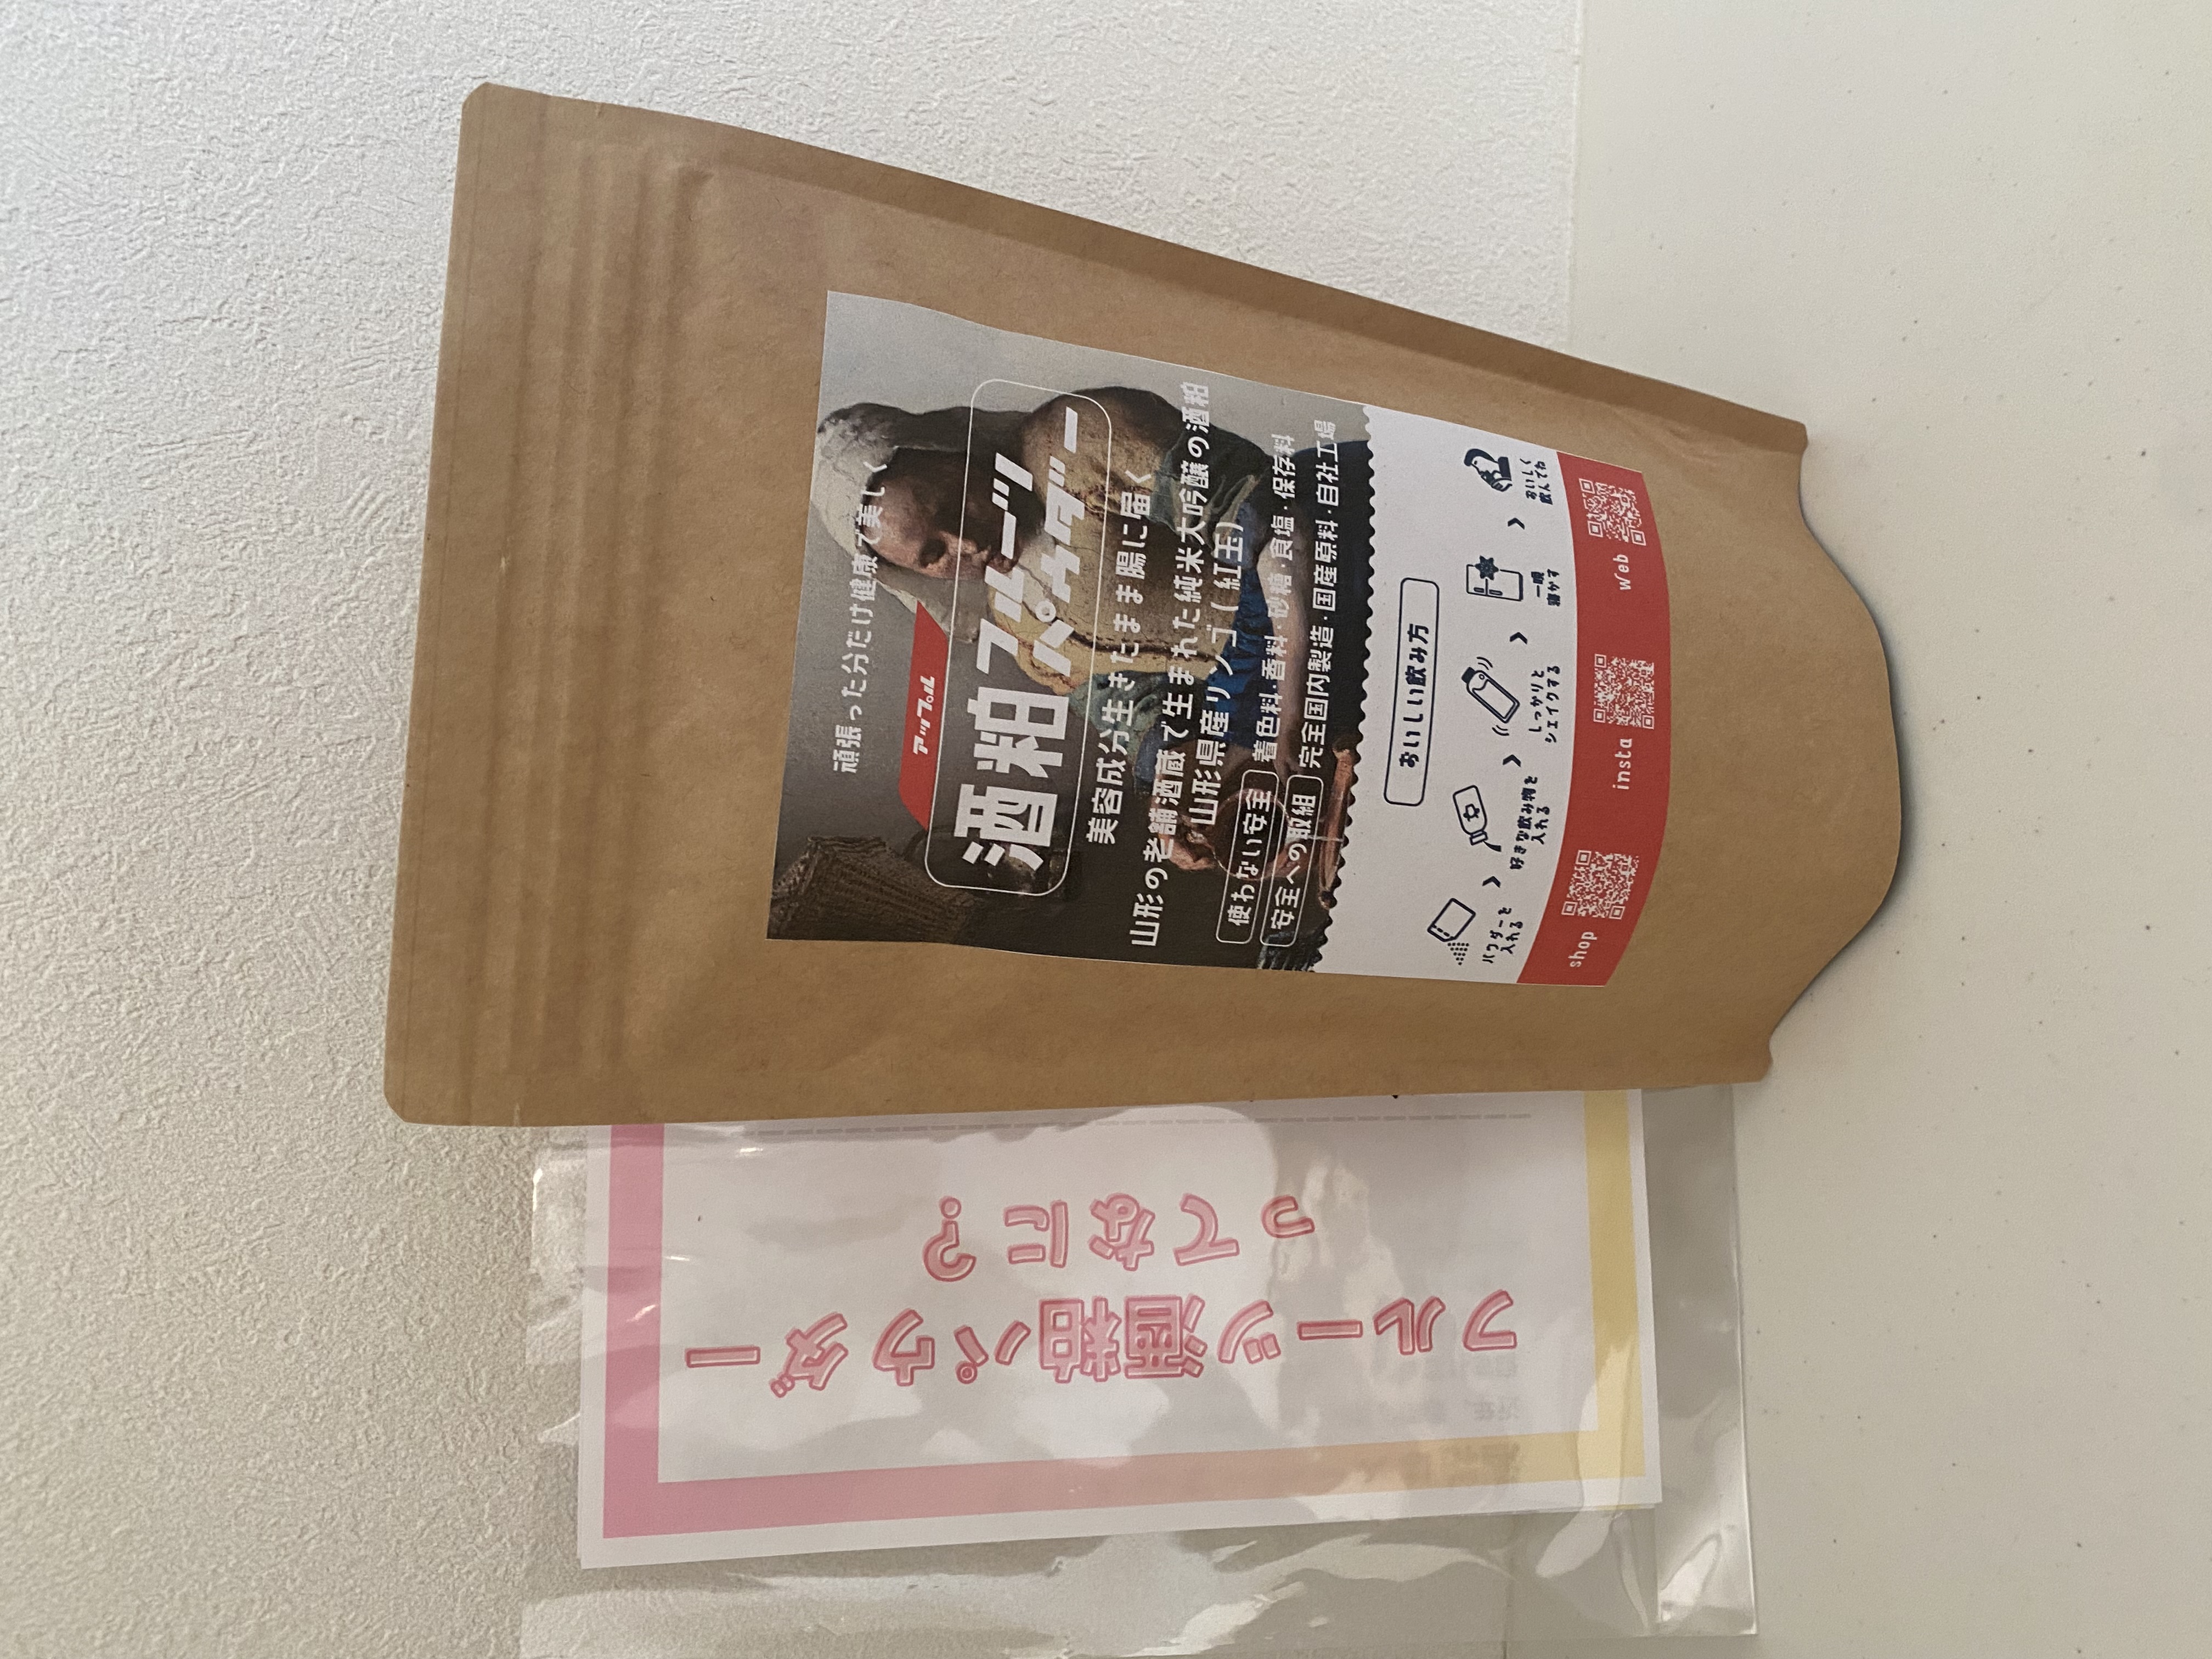 頑張った分だけ健康で美しく
アップル
酒粕フルーツ
パウダー
美容成分生きたまま腸に届く
山形の老舗酒蔵で生まれた純米大吟醸の酒粕
山形県産リンゴ(紅玉)
使わない安全 着色料・香料・砂糖・食塩・保存料
安全への取組 完全国内製造・国産原料・自社工場
おいしい飲み方
パウダーを
入れる
好きな飲み物を
入れる
しっかりと
シェイクする
一晩
寝かす
おいしく
飲んでね
shop
insta
web
フルーツ酒粕パウダー
ってなに?